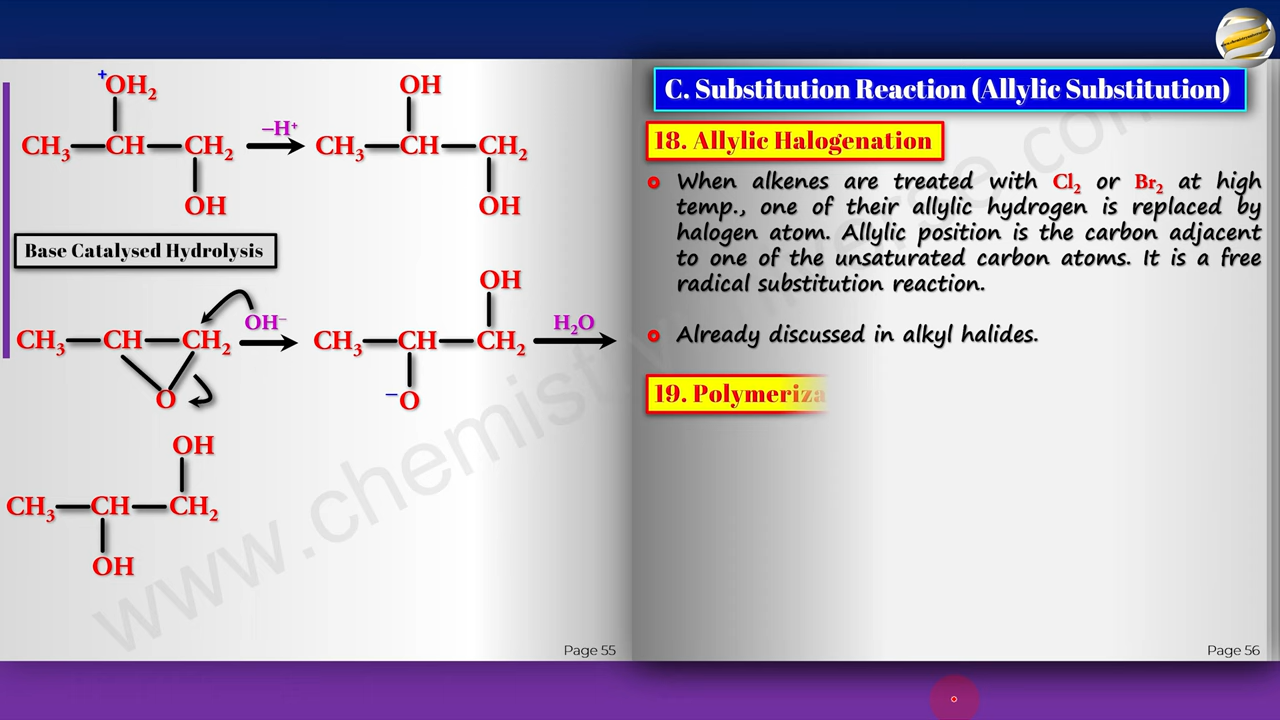 +OH2
CH3—CH—CH2
OH
–H+
OH
CH3—CH—CH2
OH
Base Catalysed Hydrolysis
CH3—CH—CH2
O
OH–
OH
CH3—CH—CH2
–O
H2O
OH
CH3—CH—CH2
OH
Page 55
C. Substitution Reaction (Allylic Substitution)
18. Allylic Halogenation
When alkenes are treated with Cl2 or Br2 at high
temp., one of their allylic hydrogen is replaced by
halogen atom. Allylic position is the carbon adjacent
to one of the unsaturated carbon atoms. It is a free
radical substitution reaction.
Already discussed in alkyl halides.
19. Polymeriza
Page 56